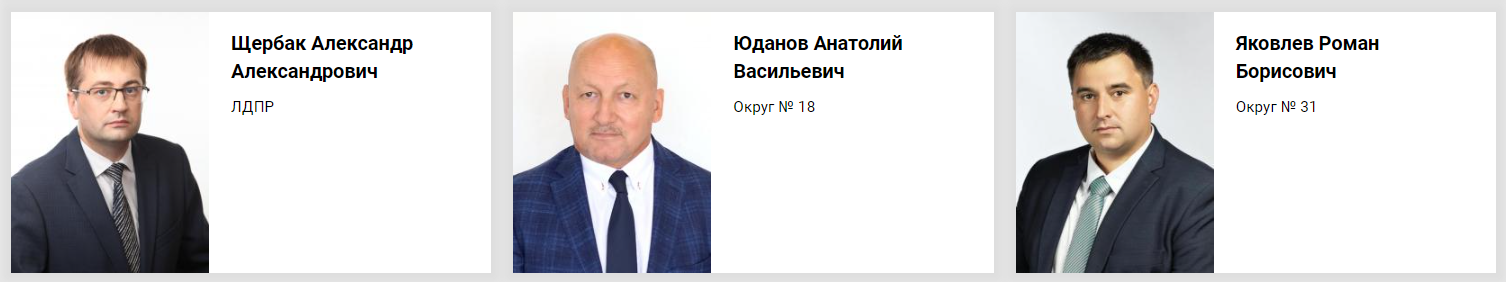 Щербак Александр
Александрович
ЛДПР
Юданов Анатолий
Васильевич
Округ № 18
Яковлев Роман
Борисович
Округ № 31